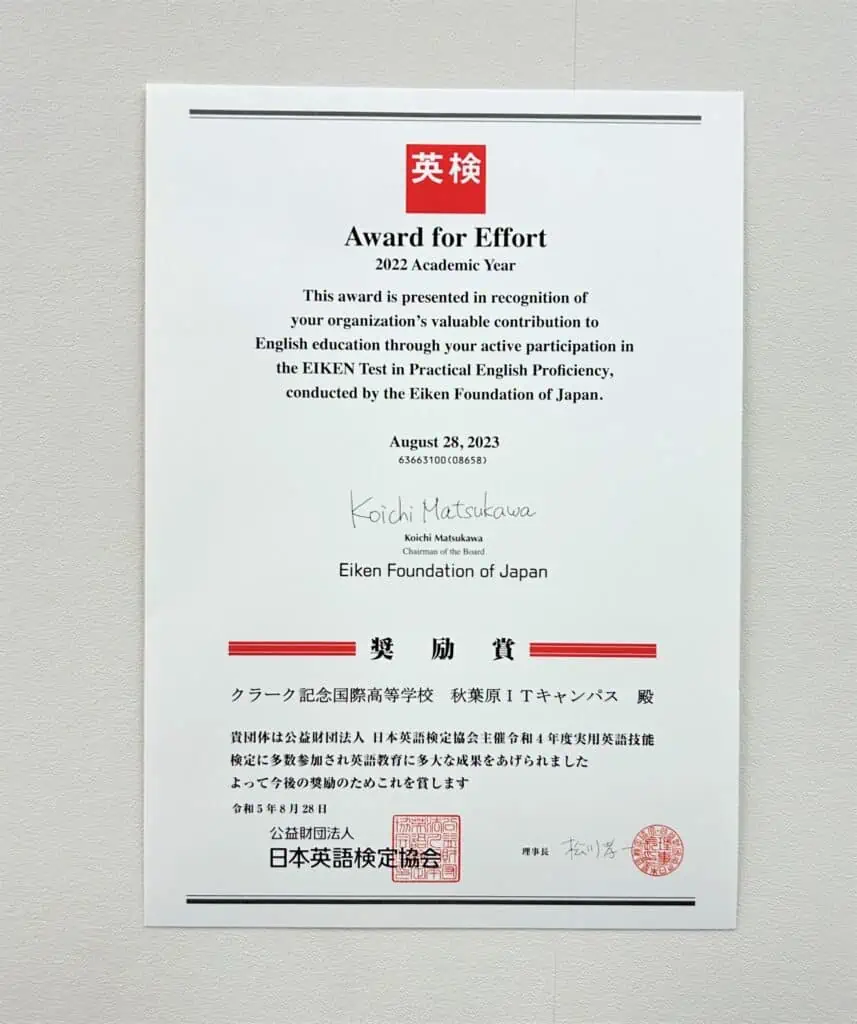 英検
Award for Effort
2022 Academic Year
This award is presented in recognition of
your organization's valuable contribution to
English education through your active participation in
the EIKEN Test in Practical English Proficiency,
conducted by the Eiken Foundation of Japan.
August 28, 2023
63663100(08658)
Koichi Matsukawa
Koichi Matsukawa
Chairman of the Board
Eiken Foundation of Japan
奨励賞
クラーク記念国際高等学校 秋葉原ITキャンパス 殿
貴団体は公益財団法人 日本英語検定協会主催令和4年度実用英語技能
検定に多数参加され英語教育に多大な成果をあげられました
よって今後の奨励のためこれを賞します
令和5年8月28日
公益財団法人
日本英語検定協会
理事長 松川孝一